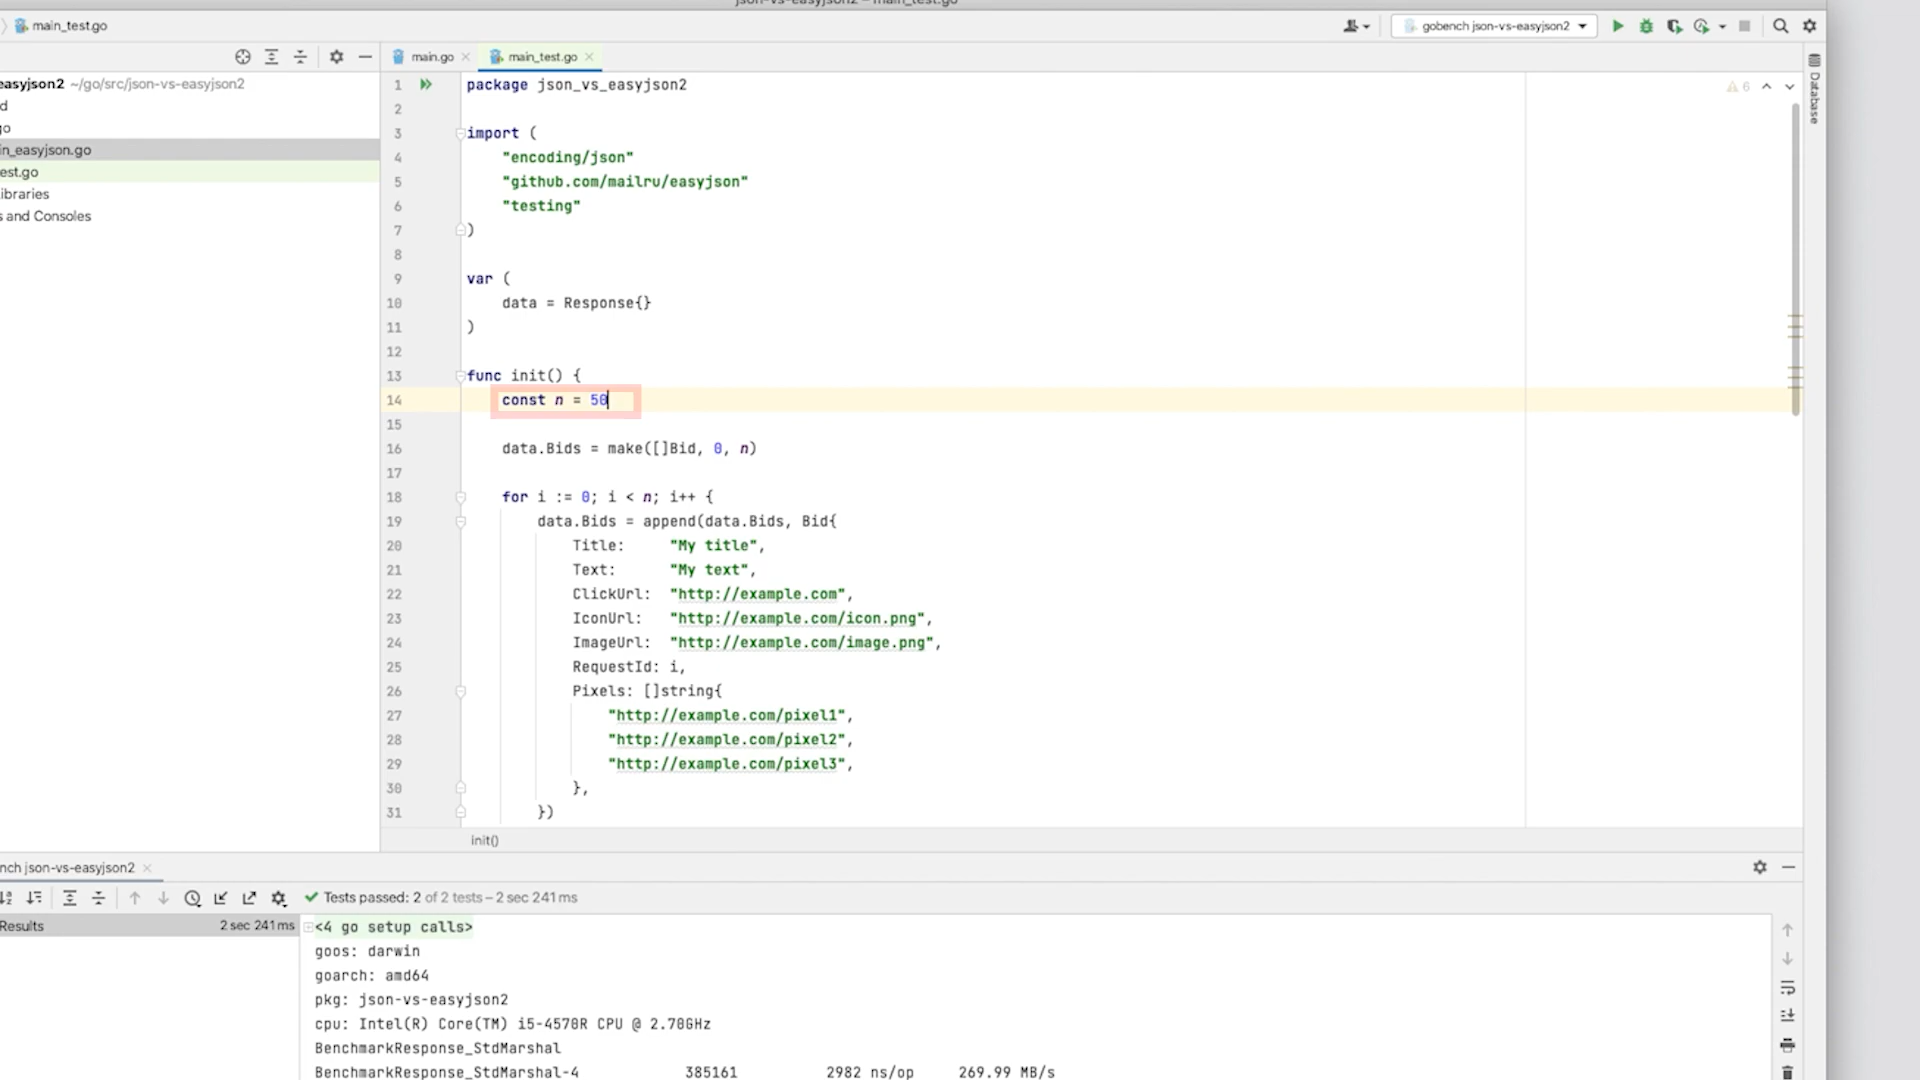 json-vs-easyjson2 – main_test.go
main_test.go
gobench json-vs-easyjson2
main.go
main_test.go
easyjson2 ~/go/src/json-vs-easyjson2
d
go
in_easyjson.go
est.go
ibraries
s and Consoles
Database
6
1 package json_vs_easyjson2
2
3 import (
4 "encoding/json"
5 "github.com/mailru/easyjson"
6 "testing"
7 )
8
9 var (
10 data = Response{}
11 )
12
13 func init() {
14 const n = 50
15
16 data.Bids = make([]Bid, 0, n)
17
18 for i := 0; i < n; i++ {
19 data.Bids = append(data.Bids, Bid{
20 Title: "My title",
21 Text: "My text",
22 ClickUrl: "http://example.com",
23 IconUrl: "http://example.com/icon.png",
24 ImageUrl: "http://example.com/image.png",
25 RequestId: i,
26 Pixels: []string{
27 "http://example.com/pixel1",
28 "http://example.com/pixel2",
29 "http://example.com/pixel3",
30 },
31 })
init()
nch json-vs-easyjson2
Tests passed: 2 of 2 tests – 2 sec 241 ms
Results 2 sec 241 ms
<4 go setup calls>
goos: darwin
goarch: amd64
pkg: json-vs-easyjson2
cpu: Intel(R) Core(TM) i5-4570R CPU @ 2.70GHz
BenchmarkResponse_StdMarshal
BenchmarkResponse_StdMarshal-4 385161 2982 ns/op 269.99 MB/s